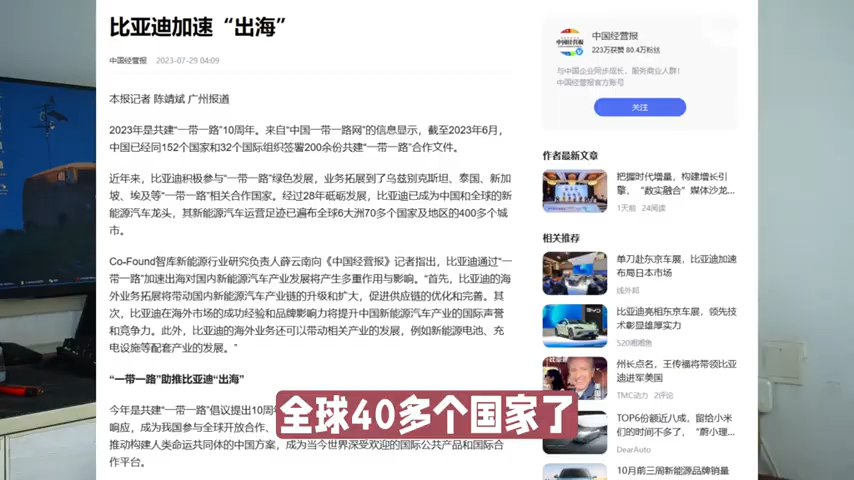 比亚迪加速“出海”
中国经营报 2023-07-29 04:09
本报记者 陈靖斌 广州报道
2023年是共建“一带一路”10周年。来自“中国一带一路网”的信息显示，截至2023年6月，
中国已经同152个国家和32个国际组织签署200余份共建“一带一路”合作文件。
近年来，比亚迪积极参与“一带一路”绿色发展，业务拓展到了乌兹别克斯坦、泰国、新加
坡、埃及等“一带一路”相关合作国家。经过28年砥砺发展，比亚迪已成为中国和全球的新
能源汽车龙头，其新能源汽车运营足迹已遍布全球6大洲70多个国家及地区的400多个城
市。
Co-Found智库新能源行业研究负责人薛云南向《中国经营报》记者指出，比亚迪通过“一
带一路”加速出海对国内新能源汽车产业发展将产生多重作用与影响。“首先，比亚迪的海
外业务拓展将带动国内新能源汽车产业链的升级和扩大，促进供应链的优化和完善。其
次，比亚迪在海外市场的成功经验和品牌影响力将提升中国新能源汽车产业的国际声誉
和竞争力。此外，比亚迪的海外业务还可以带动相关产业的发展，例如新能源电池、充
电设施等配套产业的发展。”
“一带一路”助推比亚迪“出海”
今年是共建“一带一路”倡议提出10周年
响应，成为我国参与全球开放合作、
推动构建人类命运共同体的中国方案，成为当今世界深受欢迎的国际公共产品和国际合
作平台。
全球40多个国家了
中国经营报
中国经营报
223万获赞 80.4万粉丝
与中国企业同步成长，服务商业人群！
中国经营报官方账号
关注
作者最新文章
把握时代增量，构建增长引
擎，“数实融合”媒体沙龙...
1天前 24阅读
相关推荐
单刀赴东京车展，比亚迪加速
布局日本市场
线外邦
比亚迪亮相东京车展，领先技
术彰显雄厚实力
520嘟嘟鱼
州长点名，王传福将带领比亚
迪进军美国
TMC动力 2评论
TOP6份额近八成，留给小米
们的时间不多了，“蔚小理...
DearAuto
10月前三周新能源品牌销量